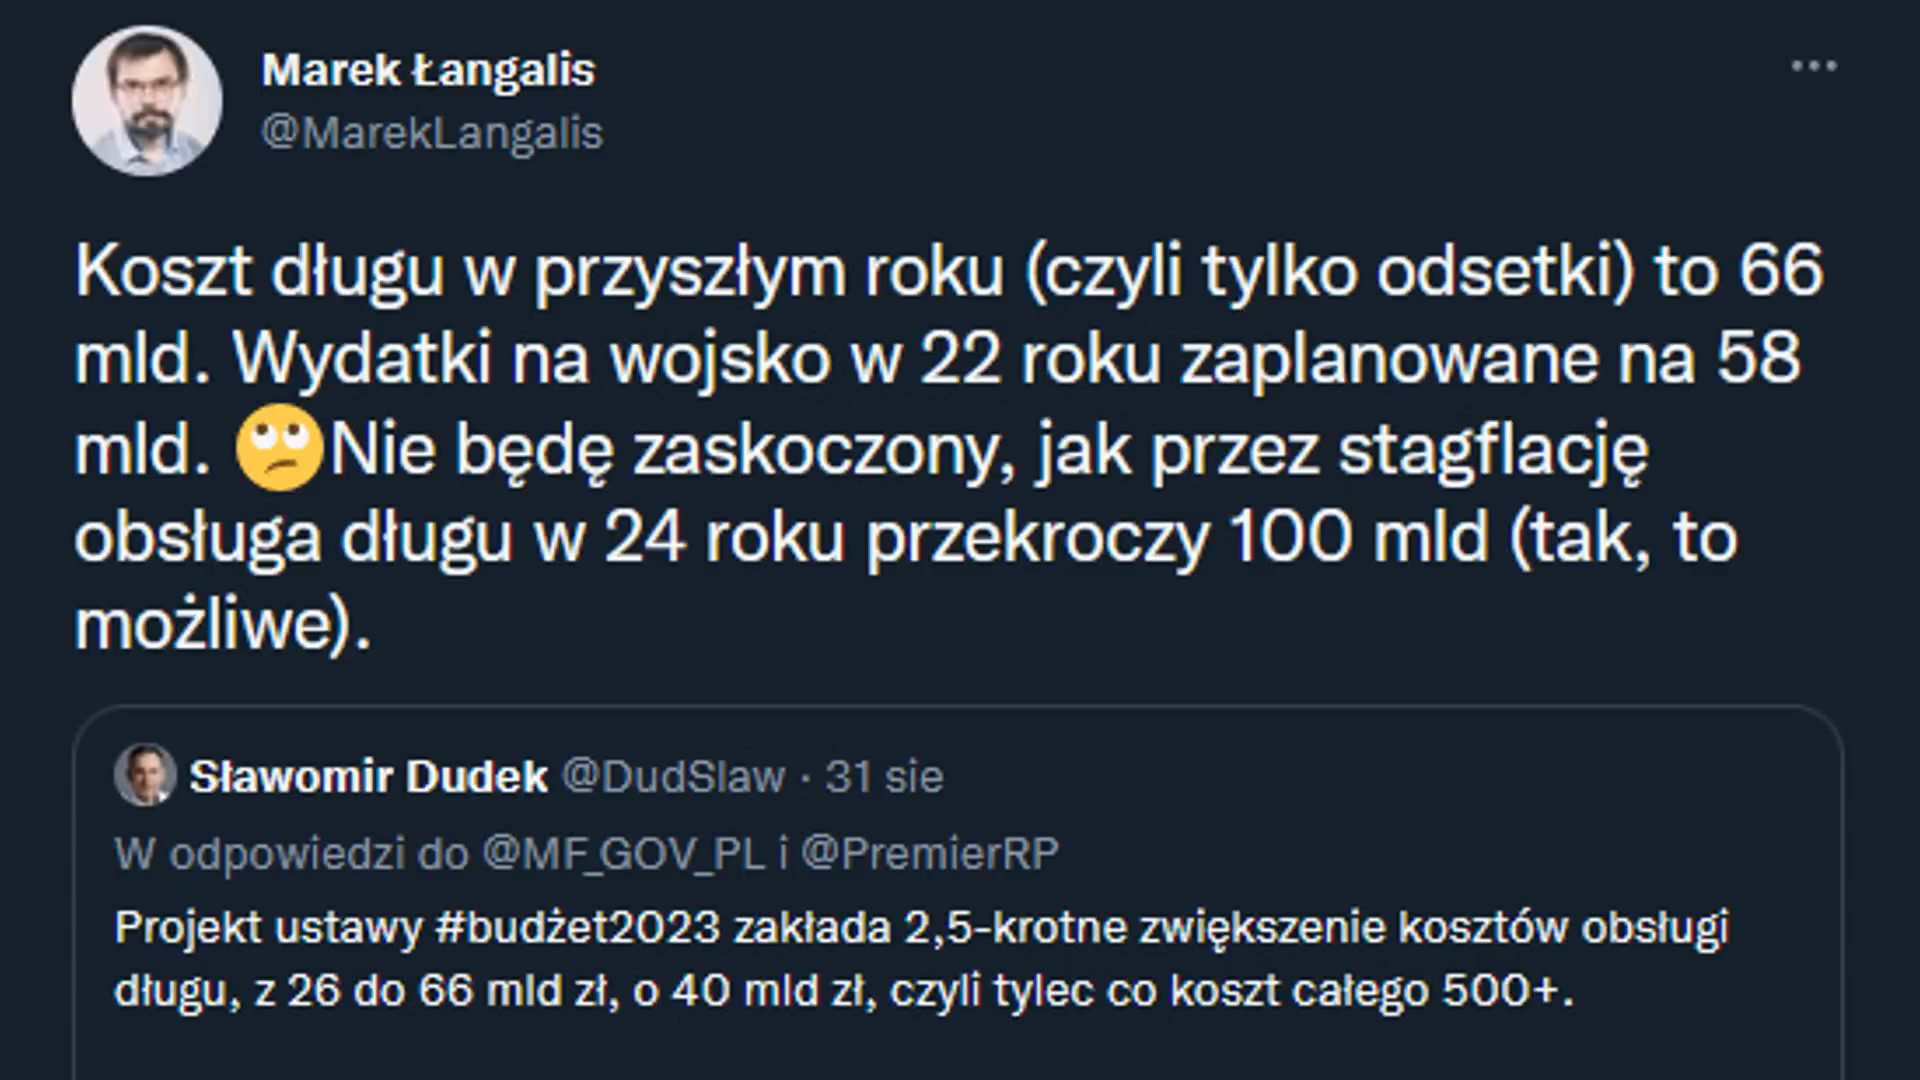 Marek Łangalis
@MarekLangalis
Koszt długu w przyszłym roku (czyli tylko odsetki) to 66
mld. Wydatki na wojsko w 22 roku zaplanowane na 58
mld. 🙄Nie będę zaskoczony, jak przez stagflację
obsługa długu w 24 roku przekroczy 100 mld (tak, to
możliwe).
Sławomir Dudek @DudSlaw · 31 sie
W odpowiedzi do @MF_GOV_PL i @PremierRP
Projekt ustawy #budżet2023 zakłada 2,5-krotne zwiększenie kosztów obsługi
długu, z 26 do 66 mld zł, o 40 mld zł, czyli tylec co koszt całego 500+.